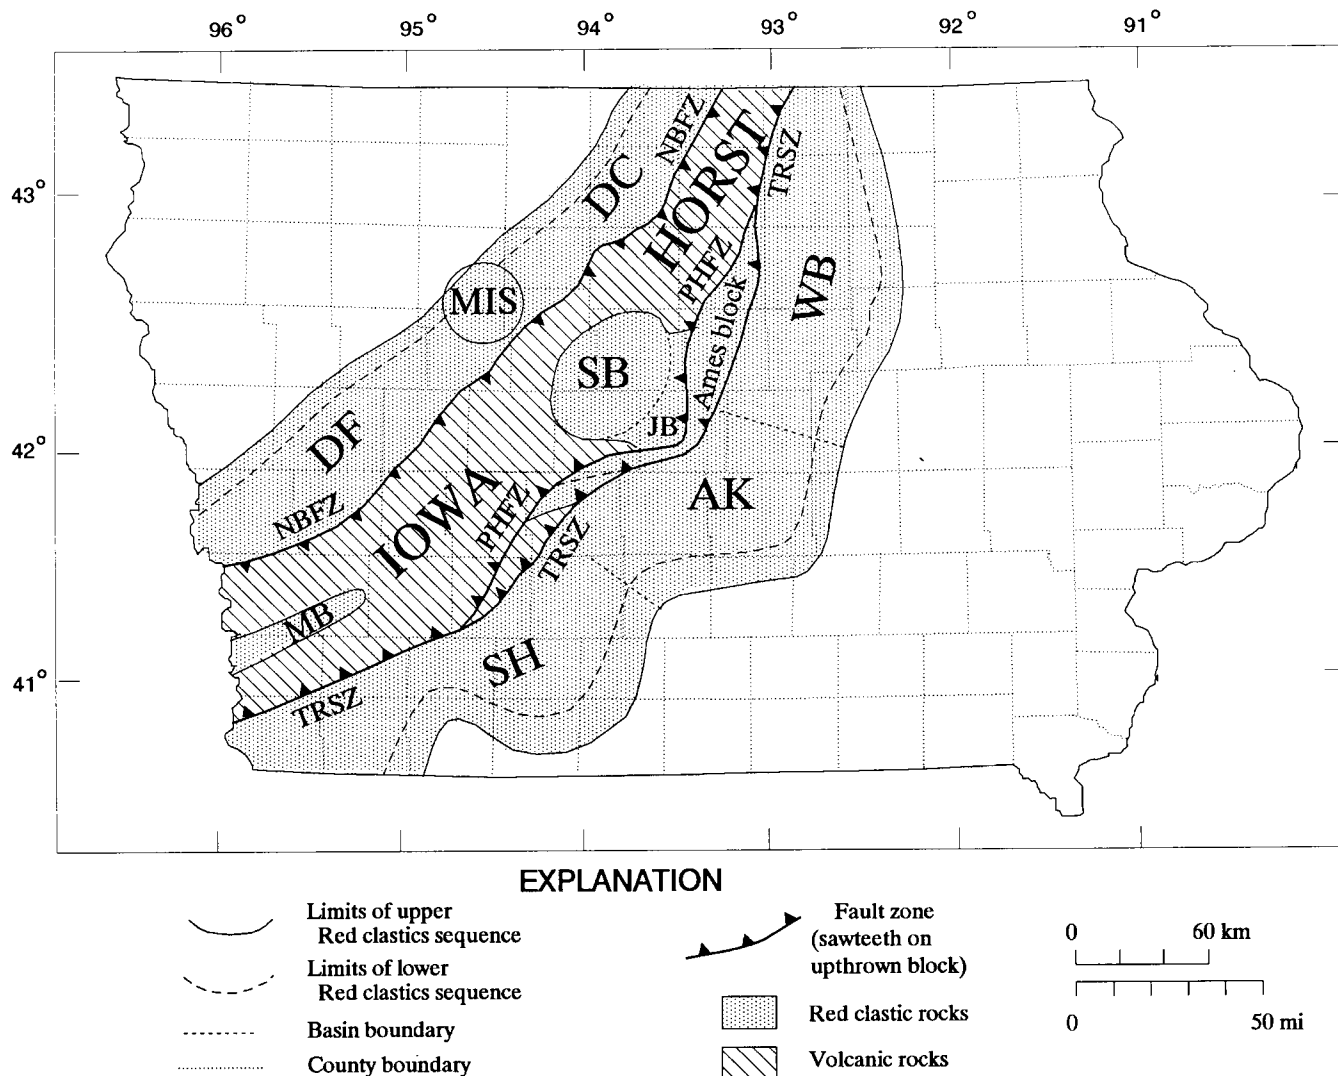 96° 95° 94° 93° 92° 91°
43°
42°
41°
NBFZ
DC
HORST
TRSZ
PHFZ
WB
MIS
Ames block
SB
JB
DF
NBFZ
IOWA
PHFZ
AK
TRSZ
MB
SH
TRSZ
EXPLANATION
Limits of upper
Red clastics sequence
Limits of lower
Red clastics sequence
Basin boundary
County boundary
Fault zone
(sawteeth on
upthrown block)
Red clastic rocks
Volcanic rocks
0 60 km
0 50 mi